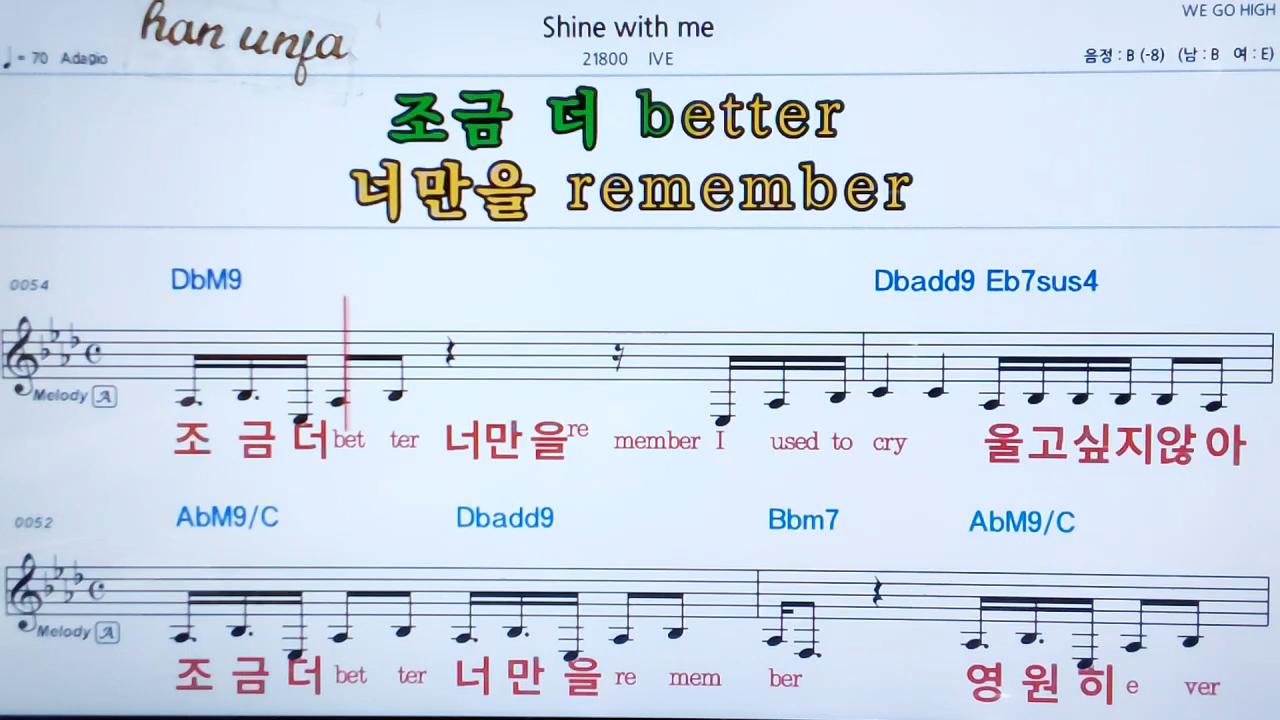 han unja
Shine with me
WE GO HIGH
♩= 70 Adagio
21800 IVE
음정 : B (-8) (남 : B 여 : E)
조금 더 better
너만을 remember
0054
DbM9
Dbadd9 Eb7sus4
Melody A
조 금 더 bet ter 너만 을 re member I used to cry 울고싶지않 아
0052
AbM9/C Dbadd9 Bbm7 AbM9/C
Melody A
조 금 더 bet ter 너 만 을 re mem ber 영 원 히 e ver